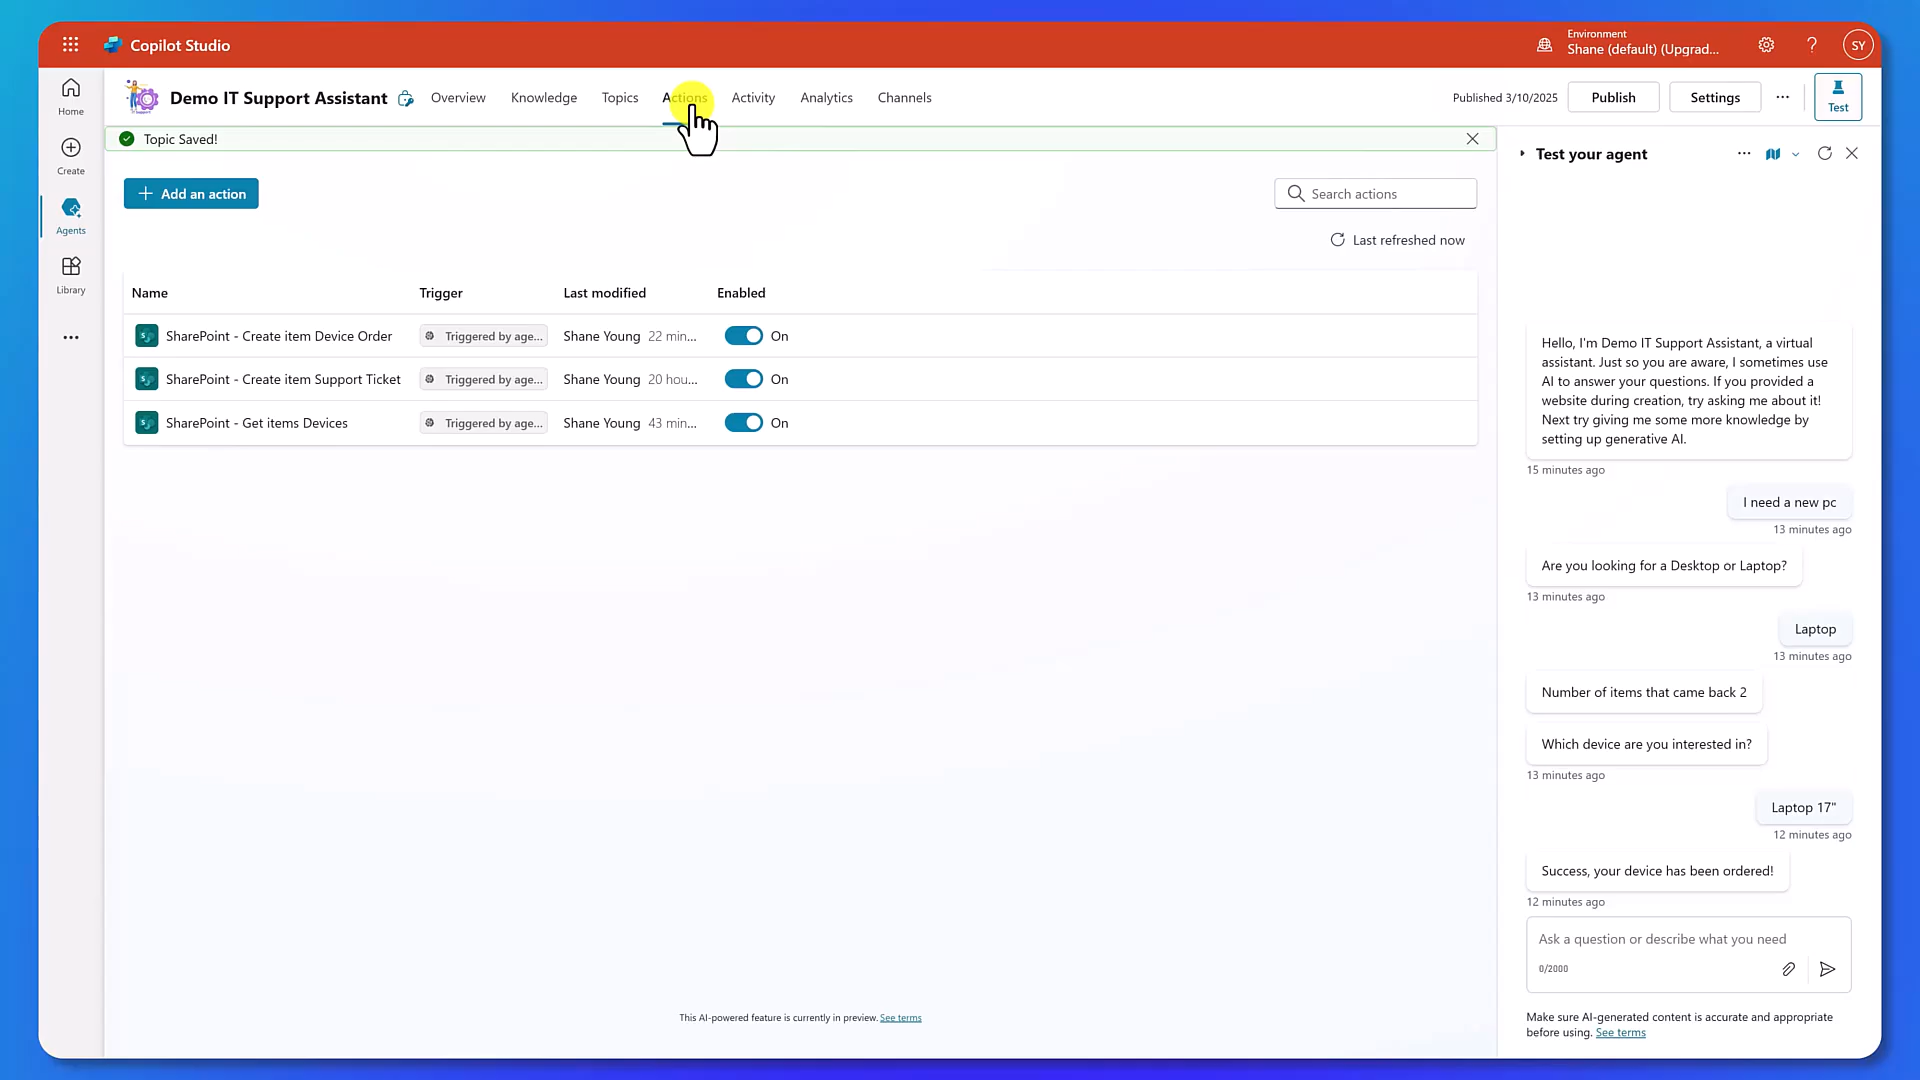 Copilot Studio
Environment
Shane (default) (Upgrad...
?
SY
Home
Create
Agents
Library
Demo IT Support Assistant
Overview
Knowledge
Topics
Actions
Activity
Analytics
Channels
Published 3/10/2025
Publish
Settings
Test
Topic Saved!
Add an action
Search actions
Last refreshed now
Name Trigger Last modified Enabled
SharePoint - Create item Device Order Triggered by age... Shane Young 22 min... On
SharePoint - Create item Support Ticket Triggered by age... Shane Young 20 hou... On
SharePoint - Get items Devices Triggered by age... Shane Young 43 min... On
This AI-powered feature is currently in preview. See terms
Test your agent
Hello, I'm Demo IT Support Assistant, a virtual
assistant. Just so you are aware, I sometimes use
AI to answer your questions. If you provided a
website during creation, try asking me about it!
Next try giving me some more knowledge by
setting up generative AI.
15 minutes ago
I need a new pc
13 minutes ago
Are you looking for a Desktop or Laptop?
13 minutes ago
Laptop
13 minutes ago
Number of items that came back 2
Which device are you interested in?
13 minutes ago
Laptop 17"
12 minutes ago
Success, your device has been ordered!
12 minutes ago
Ask a question or describe what you need
0/2000
Make sure AI-generated content is accurate and appropriate
before using. See terms